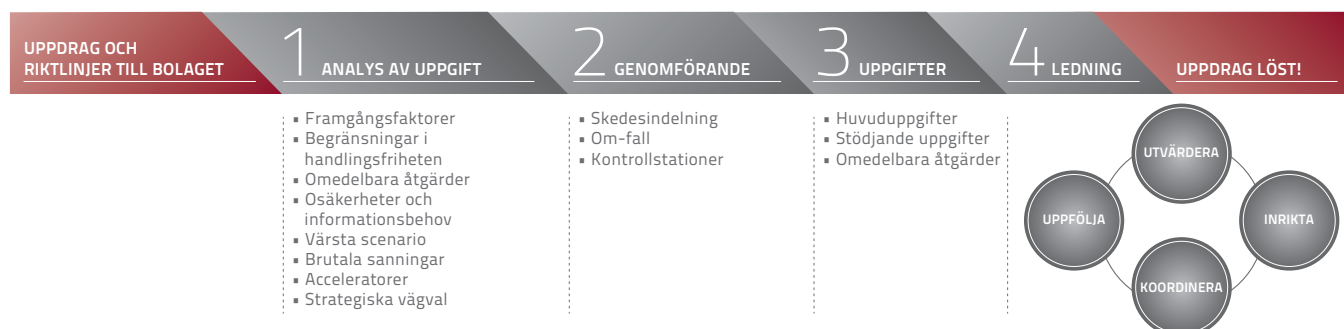 UPPDRAG OCH
RIKTLINJER TILL BOLAGET
1 ANALYS AV UPPGIFT
2 GENOMFÖRANDE
3 UPPGIFTER
4 LEDNING
UPPDRAG LÖST!
▪ Framgångsfaktorer
▪ Begränsningar i
handlingsfriheten
▪ Omedelbara åtgärder
▪ Osäkerheter och
informationsbehov
▪ Värsta scenario
▪ Brutala sanningar
▪ Acceleratorer
▪ Strategiska vägval
▪ Skedesindelning
▪ Om-fall
▪ Kontrollstationer
▪ Huvuduppgifter
▪ Stödjande uppgifter
▪ Omedelbara åtgärder
UTVÄRDERA
UPPFÖLJA
INRIKTA
KOORDINERA